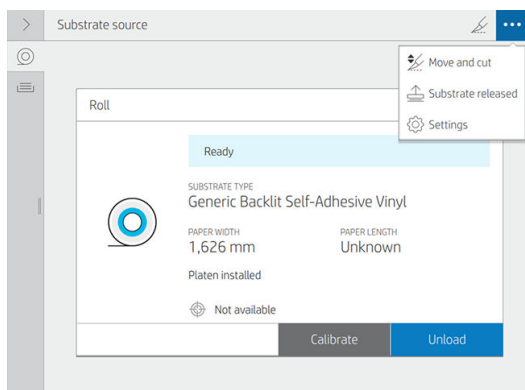 Substrate source
Move and cut
Substrate released
Settings
Roll
Ready
SUBSTRATE TYPE
Generic Backlit Self-Adhesive Vinyl
PAPER WIDTH PAPER LENGTH
1,626 mm Unknown
Platen installed
Not available
Calibrate Unload